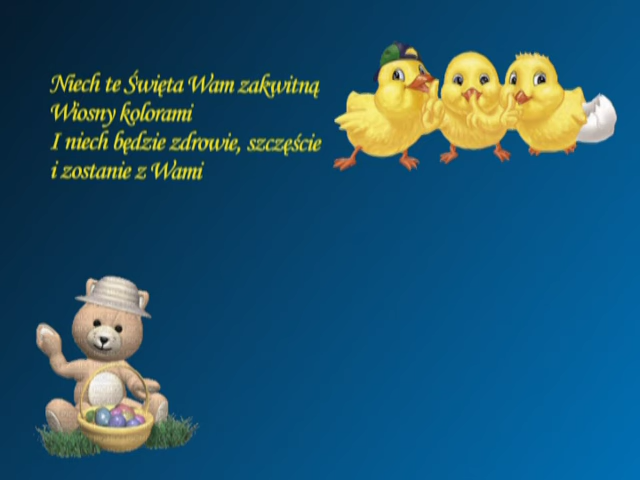 Niech te Święta Wam zakwitną
Wiosny kolorami
I niech będzie zdrowie, szczęście
i zostanie z Wami